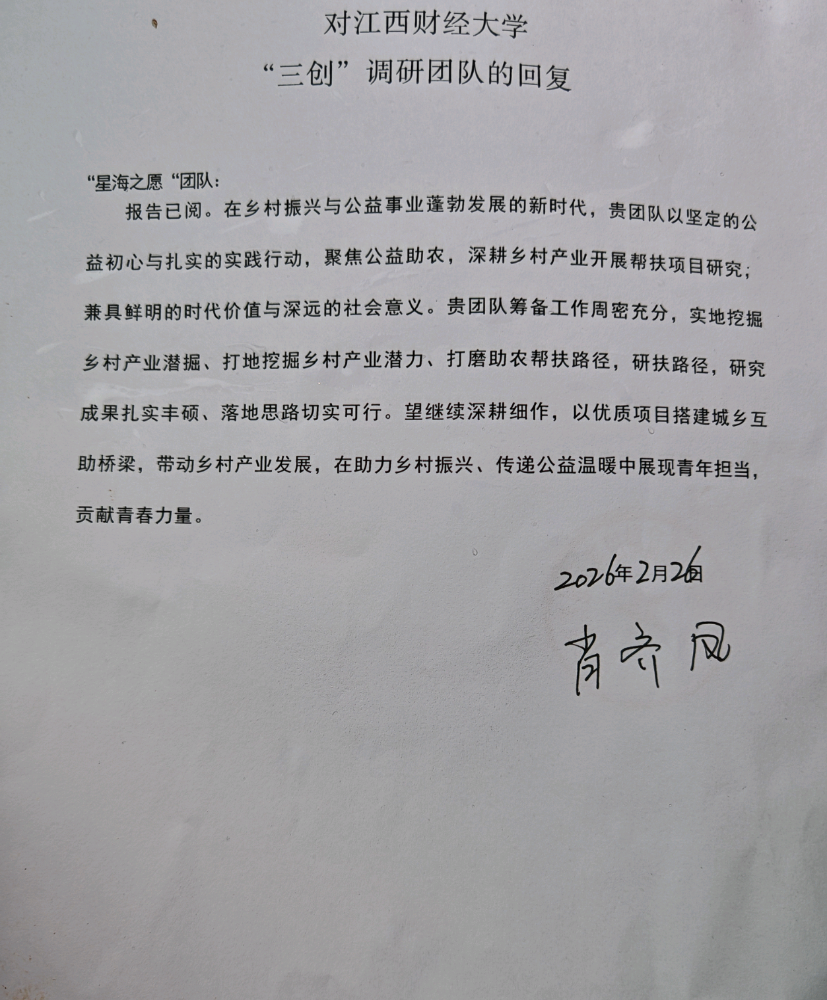 对江西财经大学
“三创”调研团队的回复
“星海之愿 “团队：
报告已阅。在乡村振兴与公益事业蓬勃发展的新时代，贵团队以坚定的公
益初心与扎实的实践行动，聚焦公益助农，深耕乡村产业开展帮扶项目研究；
兼具鲜明的时代价值与深远的社会意义。贵团队筹备工作周密充分，实地挖掘
乡村产业潜掘、打地挖掘乡村产业潜力、打磨助农帮扶路径，研扶路径，研究
成果扎实丰硕、落地思路切实可行。望继续深耕细作，以优质项目搭建城乡互
助桥梁，带动乡村产业发展，在助力乡村振兴、传递公益温暖中展现青年担当，
贡献青春力量。
2026年2月26日
肖齐凤